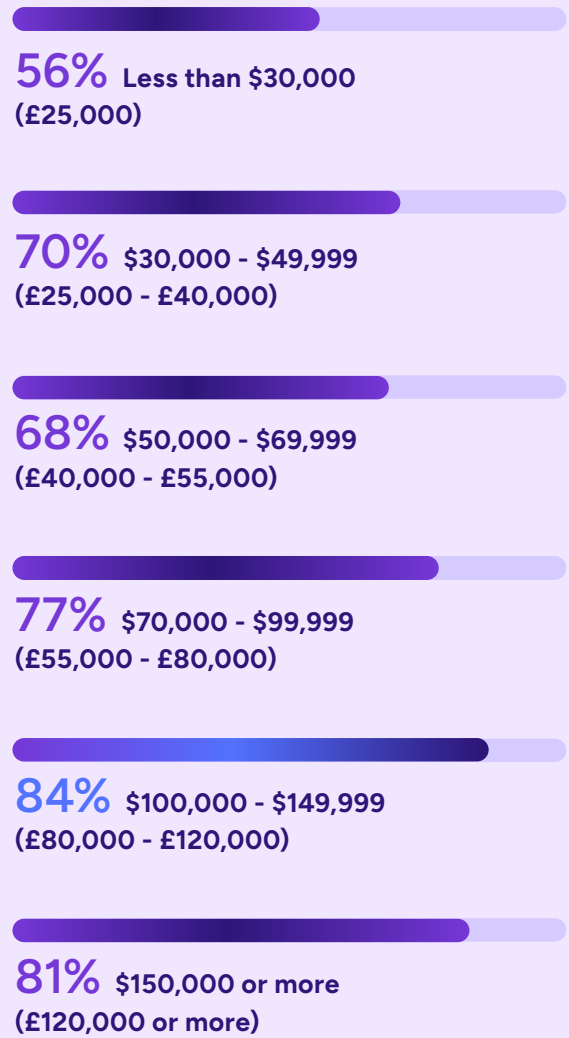 56% Less than $30,000
(£25,000)
70% $30,000 - $49,999
(£25,000 - £40,000)
68% $50,000 - $69,999
(£40,000 - £55,000)
77% $70,000 - $99,999
(£55,000 - £80,000)
84% $100,000 - $149,999
(£80,000 - £120,000)
81% $150,000 or more
(£120,000 or more)